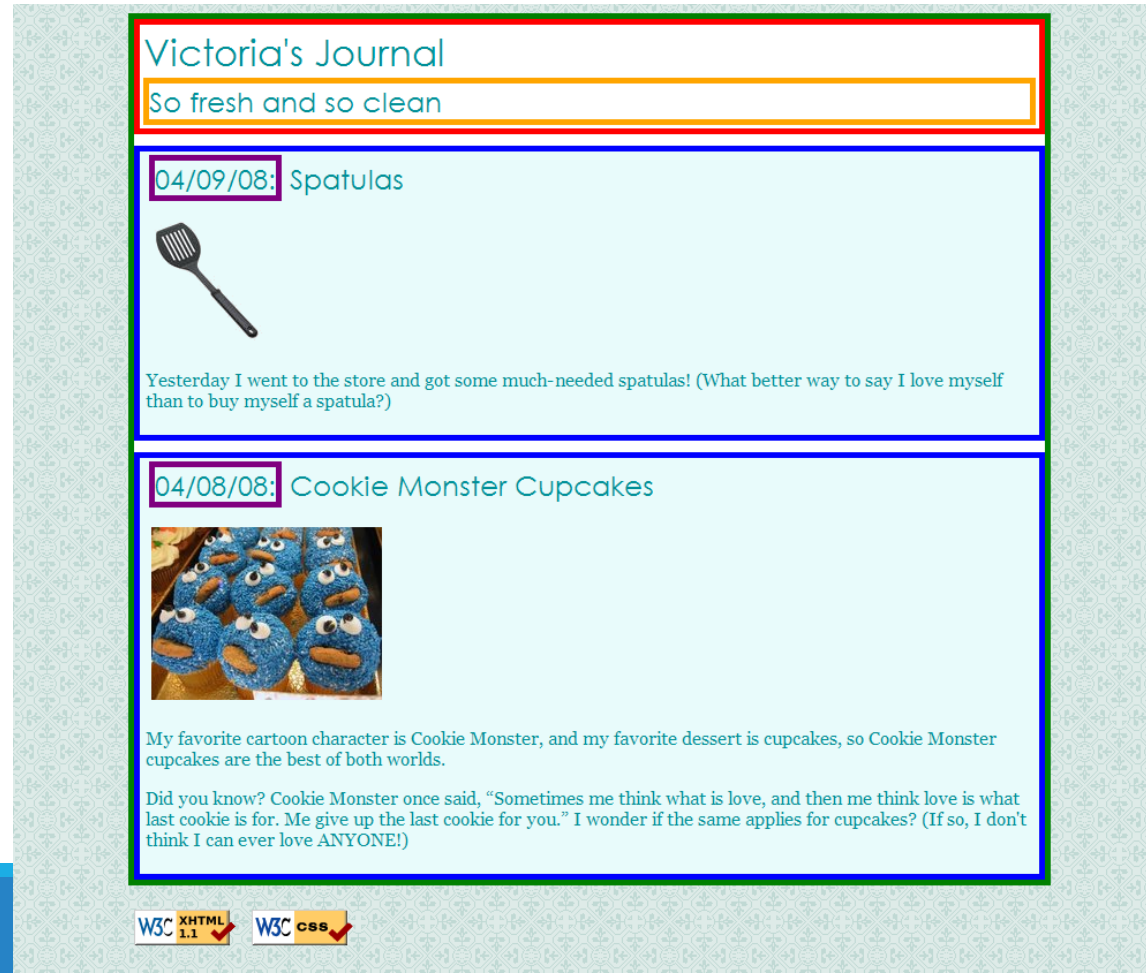 Victoria's Journal
So fresh and so clean
04/09/08: Spatulas
Yesterday I went to the store and got some much-needed spatulas! (What better way to say I love myself
than to buy myself a spatula?)
04/08/08: Cookie Monster Cupcakes
My favorite cartoon character is Cookie Monster, and my favorite dessert is cupcakes, so Cookie Monster
cupcakes are the best of both worlds.
Did you know? Cookie Monster once said, “Sometimes me think what is love, and then me think love is what
last cookie is for. Me give up the last cookie for you.” I wonder if the same applies for cupcakes? (If so, I don't
think I can ever love ANYONE!)
W3C XHTML 1.1 W3C css